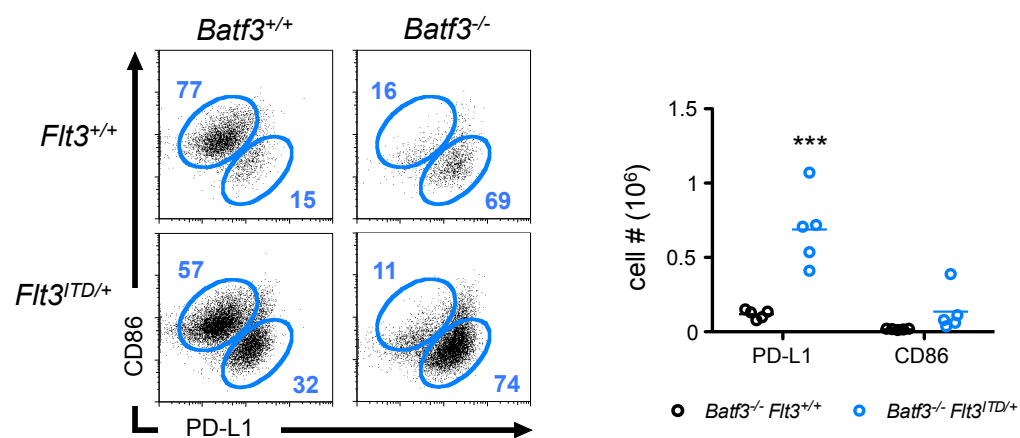 Batf3+/+ Batf3-/-
Flt3+/+
77
15
16
69
Flt3ITD/+
57
32
11
74
CD86
PD-L1
cell # (10⁶)
1.5
1
0.5
0
***
PD-L1 CD86
Batf3-/- Flt3+/+ Batf3-/- Flt3ITD/+